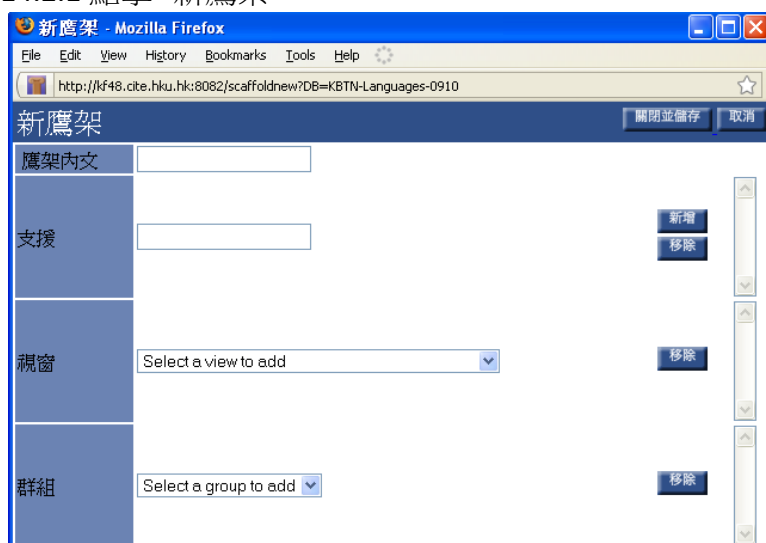 新鷹架 - Mozilla Firefox
File Edit View History Bookmarks Tools Help
http://kf48.cite.hku.hk:8082/scaffoldnew?DB=KBTN-Languages-0910
新鷹架 關閉並儲存 取消
鷹架內文
支援 新增
移除
視窗 Select a view to add 移除
群組 Select a group to add 移除